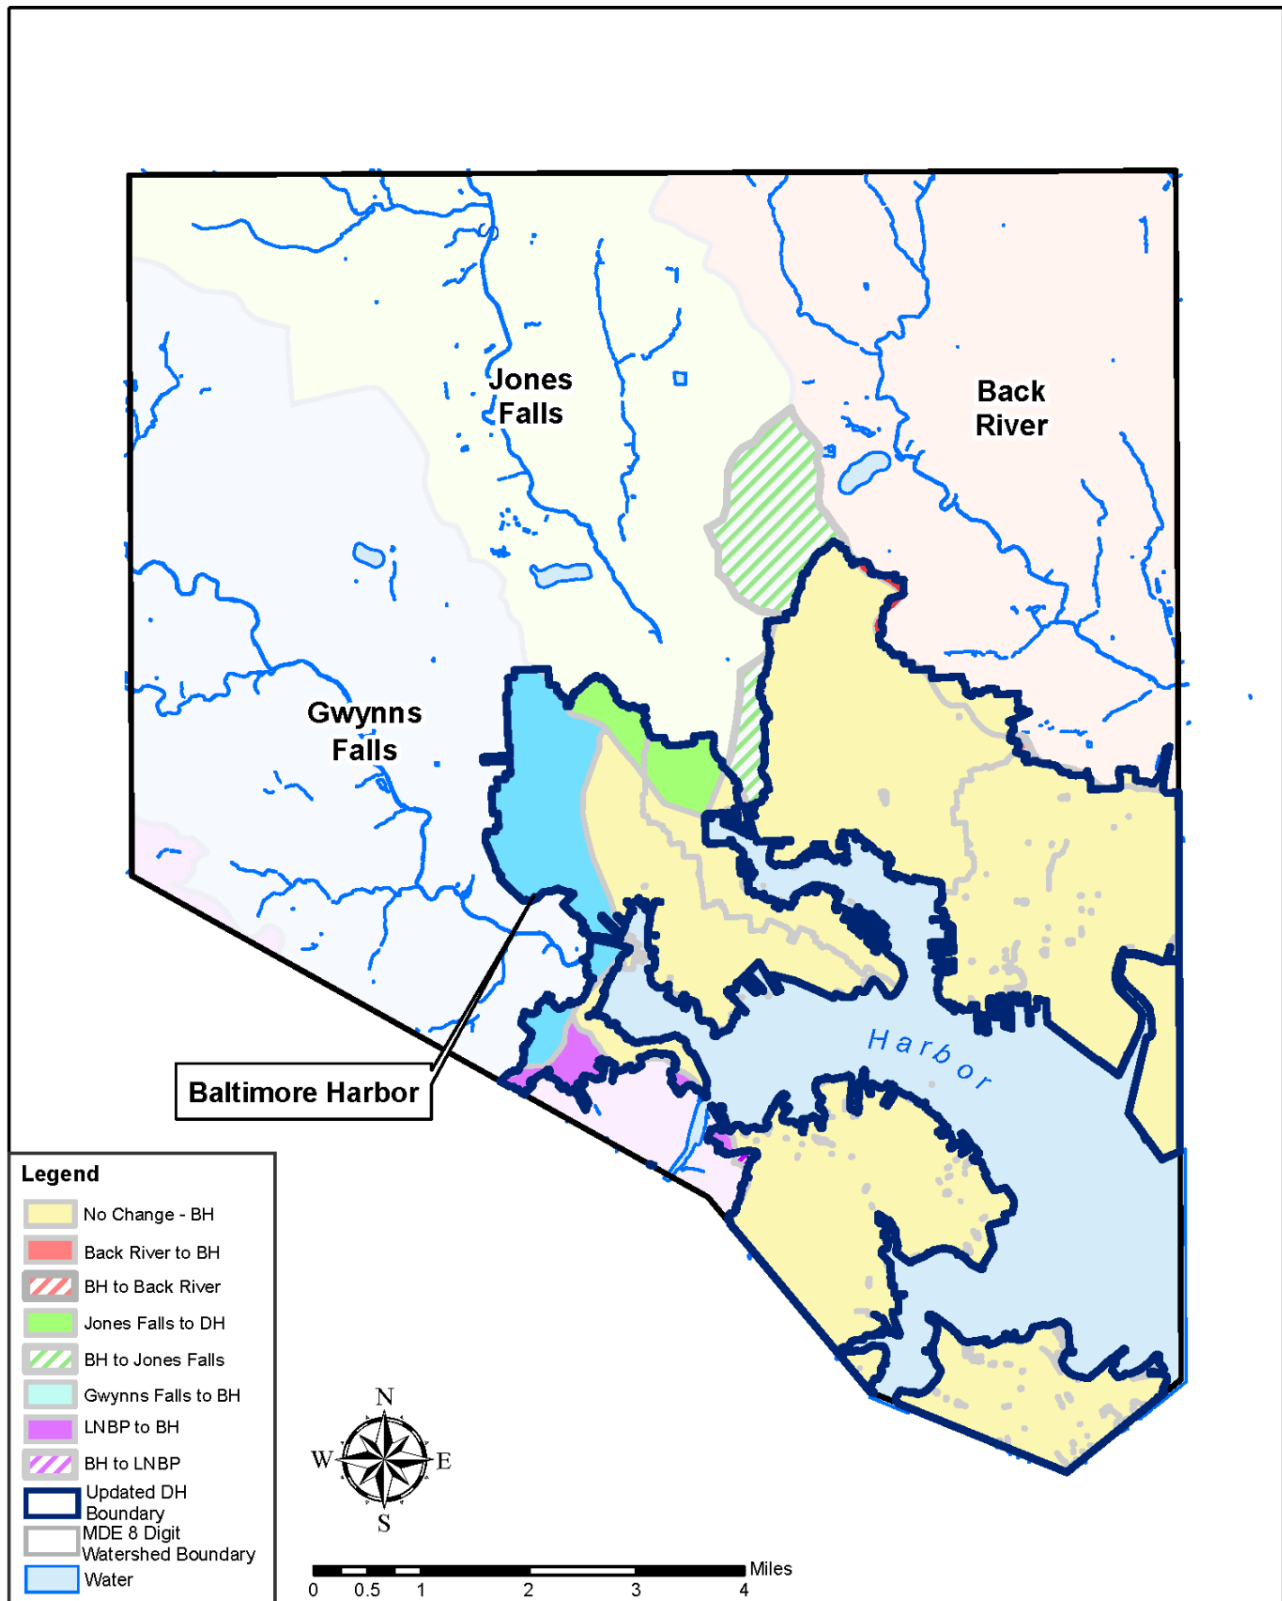 Jones
Falls
Back
River
Gwynns
Falls
Harbor
Baltimore Harbor
Legend
No Change - BH
Back River to BH
BH to Back River
Jones Falls to DH
BH to Jones Falls
Gwynns Falls to BH
LNBP to BH
BH to LNBP
Updated DH
Boundary
MDE 8 Digit
Watershed Boundary
Water
N
W
E
S
Miles
0 0.5 1 2 3 4